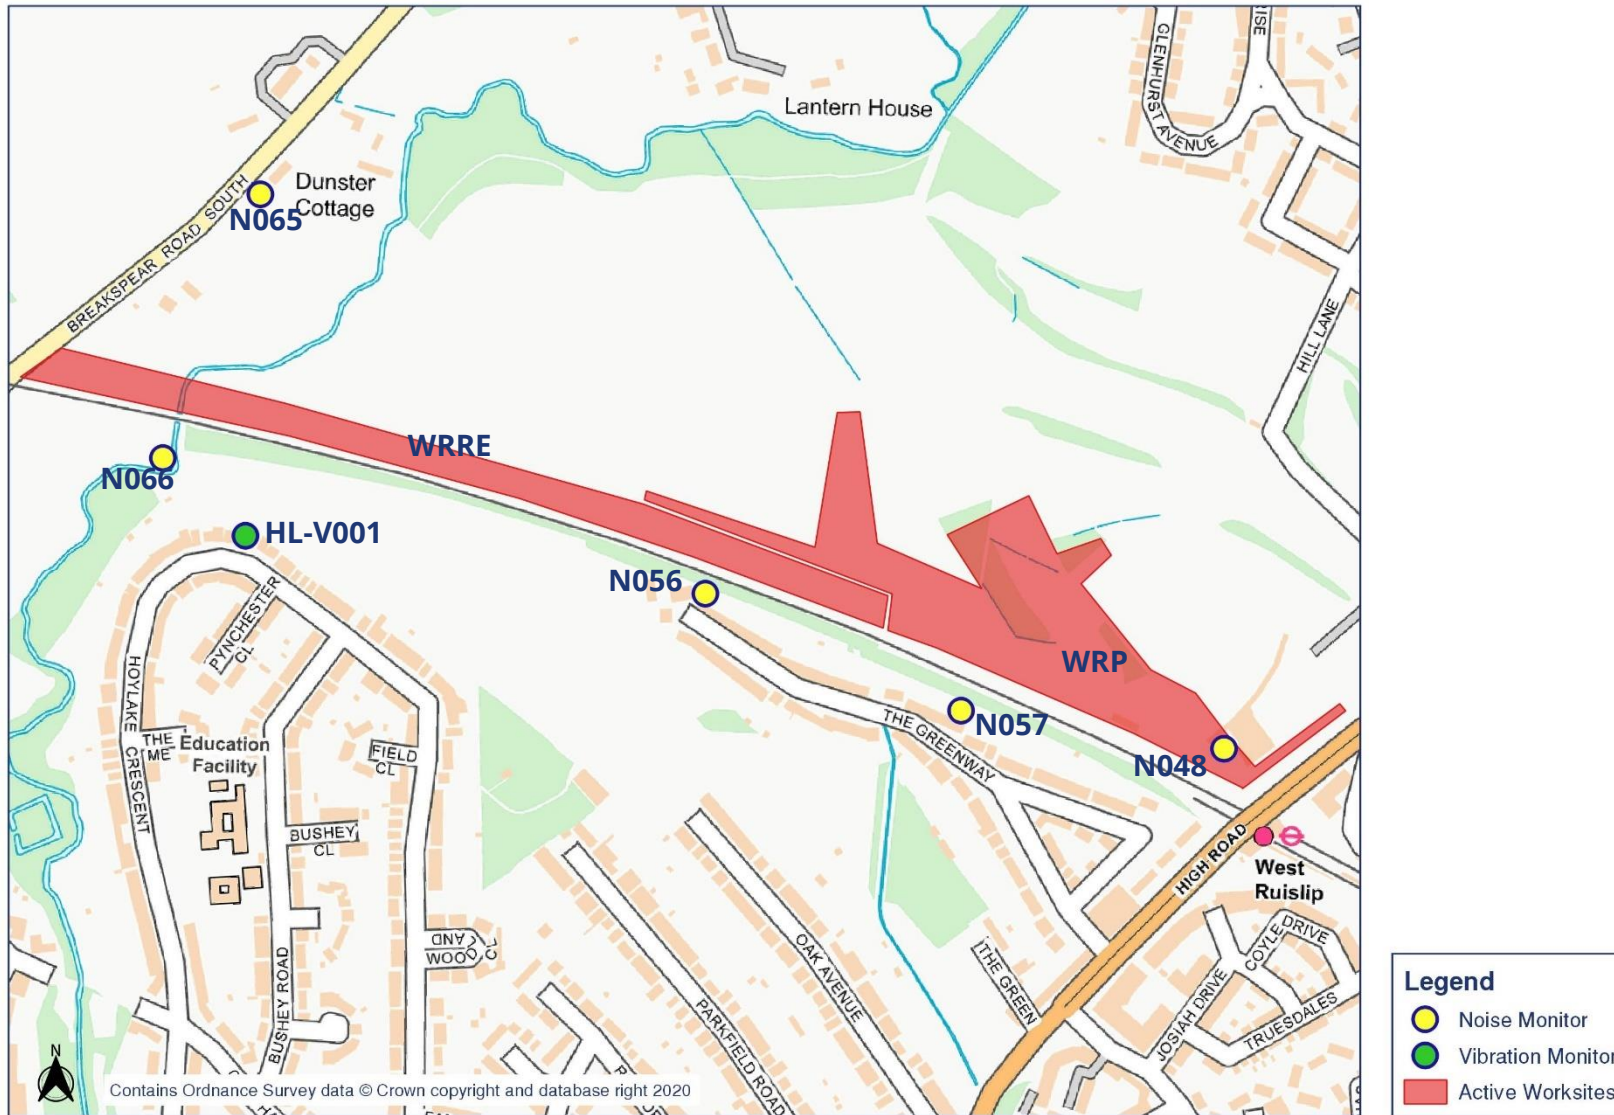 GLENHURST AVENUE
RISE
Lantern House
Dunster
Cottage
N065
BREAKSPEAR ROAD SOUTH
HILL LANE
WRRE
N066
HL-V001
N056
PYNCHESTER
CL
WRP
HOYLAKE CRESCENT
THE GREENWAY
N057
N048
THE
ME
Education
Facility
FIELD
CL
BUSHEY
CL
HIGH ROAD
West
Ruislip
WOODLAND
CL
OAK AVENUE
COYLE DRIVE
THE GREEN
BUSHEY ROAD
PARKFIELD ROAD
JOSIAH DRIVE
TRUESDALES
N
Contains Ordnance Survey data © Crown copyright and database right 2020
Legend
Noise Monitor
Vibration Monitor
Active Worksites